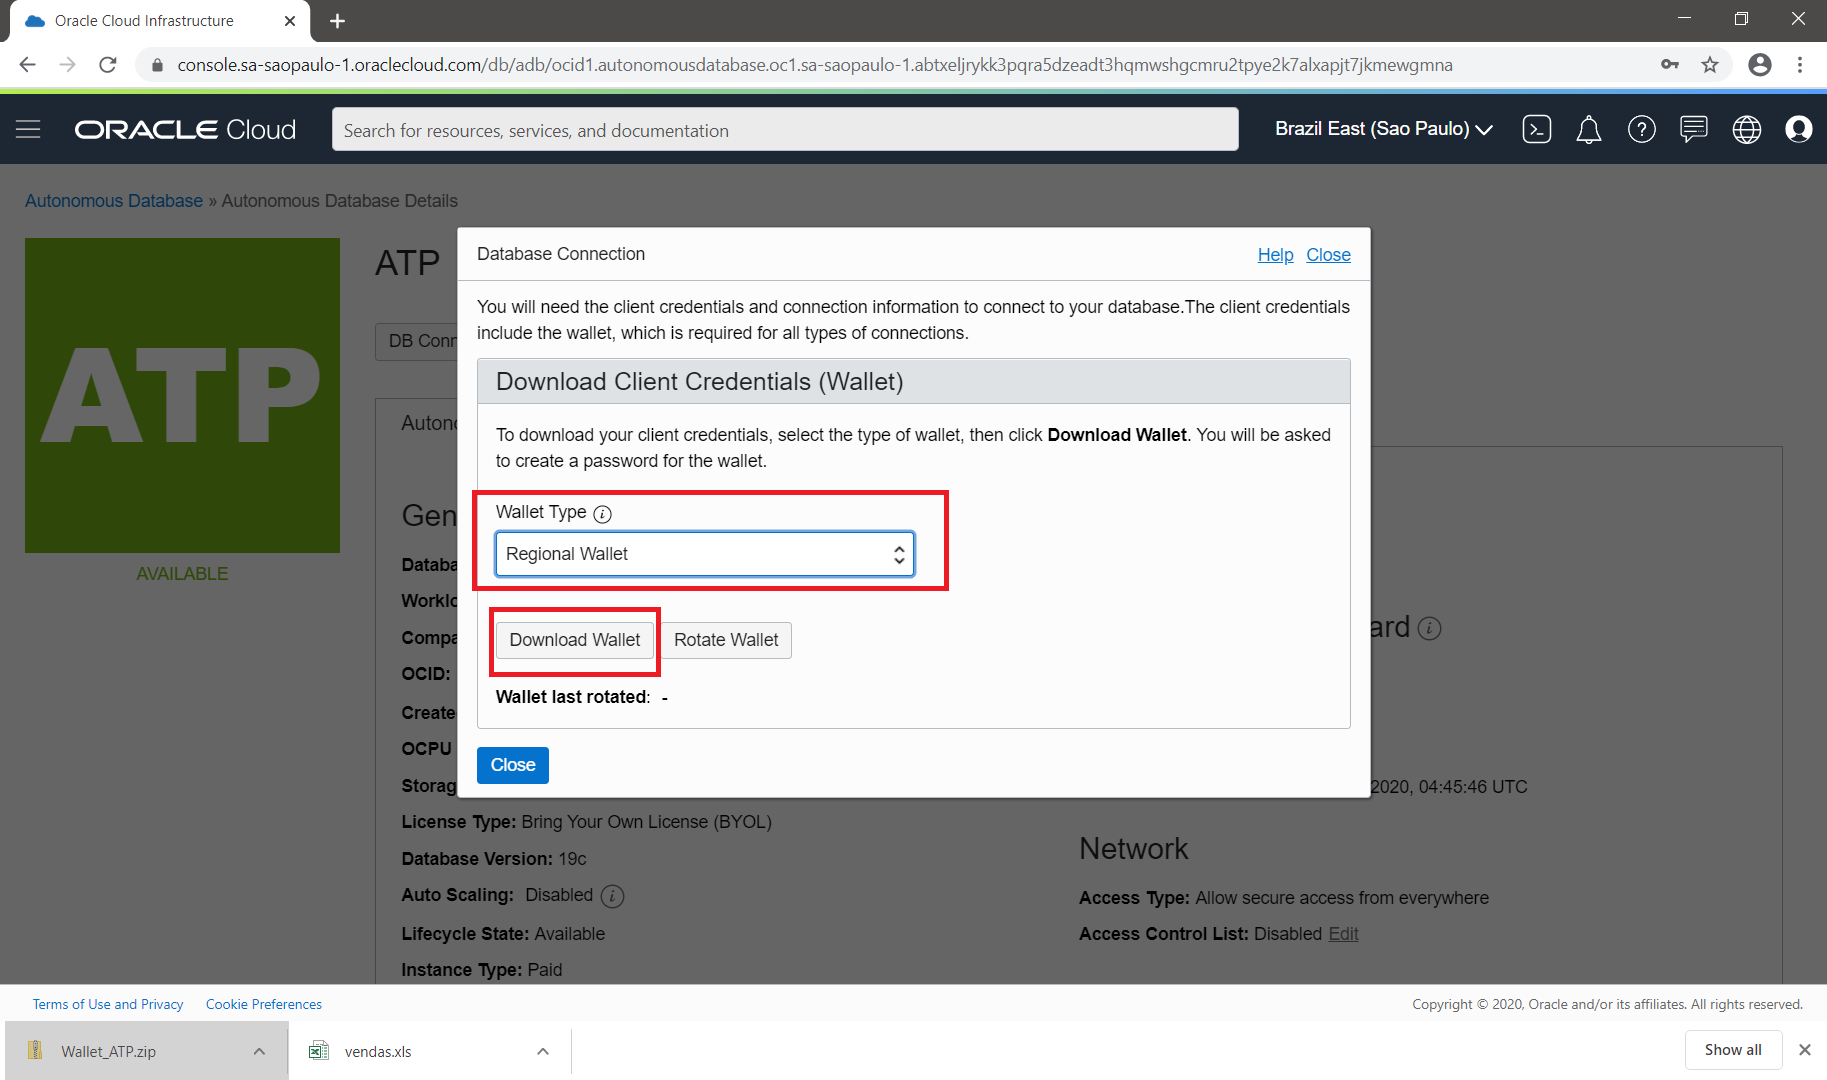 Oracle Cloud Infrastructure
console.sa-saopaulo-1.oraclecloud.com/db/adb/ocid1.autonomousdatabase.oc1.sa-saopaulo-1.abtxeljrykk3pqra5dzeadt3hqmwshgcmru2tpye2k7alxapjt7jkmewgmna
ORACLE Cloud
Search for resources, services, and documentation
Brazil East (Sao Paulo)
Autonomous Database » Autonomous Database Details
ATP
AVAILABLE
ATP
DB Conn
Auton
Database Connection
Help Close
You will need the client credentials and connection information to connect to your database.The client credentials
include the wallet, which is required for all types of connections.
Download Client Credentials (Wallet)
To download your client credentials, select the type of wallet, then click Download Wallet. You will be asked
to create a password for the wallet.
Wallet Type
Regional Wallet
Download Wallet
Rotate Wallet
Wallet last rotated: -
Close
Gen
Databa
Worklo
Compa
OCID:
Create
OCPU
Storag
License Type: Bring Your Own License (BYOL)
Database Version: 19c
Auto Scaling: Disabled
Lifecycle State: Available
Instance Type: Paid
ard
2020, 04:45:46 UTC
Network
Access Type: Allow secure access from everywhere
Access Control List: Disabled Edit
Terms of Use and Privacy
Cookie Preferences
Copyright © 2020, Oracle and/or its affiliates. All rights reserved.
Wallet_ATP.zip
vendas.xls
Show all